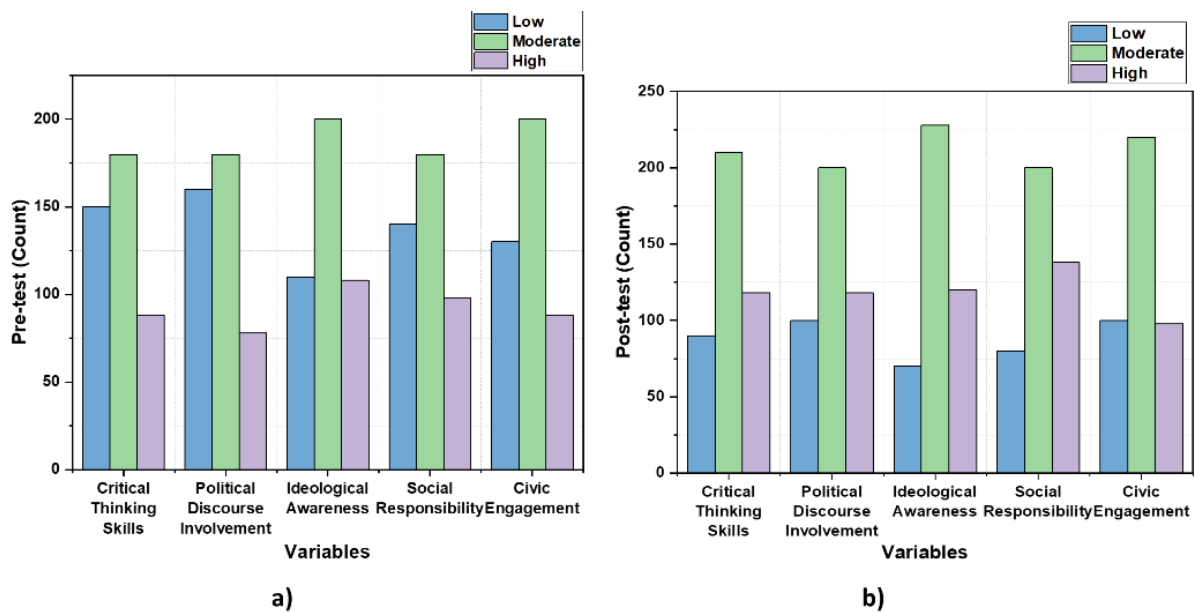 Low
Moderate
High
200
150
100
50
0
Pre-test (Count)
Critical
Thinking
Skills
Political
Discourse
Involvement
Ideological
Awareness
Social
Responsibility
Civic
Engagement
Variables
a)
Low
Moderate
High
250
200
150
100
50
0
Post-test (Count)
Critical
Thinking
Skills
Political
Discourse
Involvement
Ideological
Awareness
Social
Responsibility
Civic
Engagement
Variables
b)